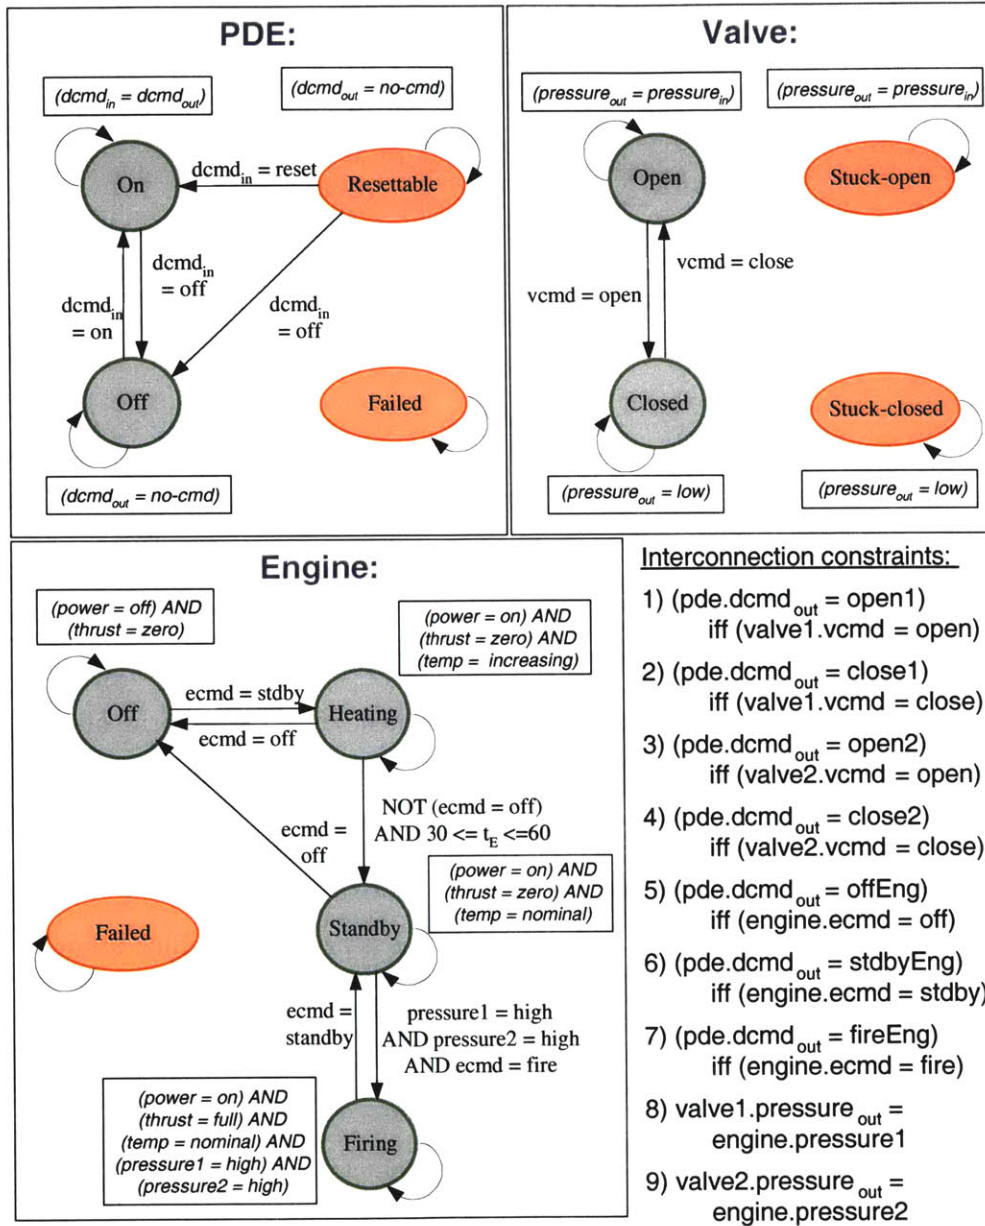 PDE:
(dcmd_in = dcmd_out)
(dcmd_out = no-cmd)
On
dcmd_in = reset
Resettable
dcmd_in
= off
dcmd_in
= on
dcmd_in
= off
Off
Failed
(dcmd_out = no-cmd)
Valve:
(pressure_out = pressure_in)
(pressure_out = pressure_in)
Open
Stuck-open
vcmd = close
vcmd = open
Closed
Stuck-closed
(pressure_out = low)
(pressure_out = low)
Engine:
(power = off) AND
(thrust = zero)
(power = on) AND
(thrust = zero) AND
(temp = increasing)
Off
ecmd = stdby
Heating
ecmd = off
NOT (ecmd = off)
AND 30 <= t_E <=60
ecmd =
off
(power = on) AND
(thrust = zero) AND
(temp = nominal)
Failed
Standby
ecmd =
standby
pressure1 = high
AND pressure2 = high
AND ecmd = fire
(power = on) AND
(thrust = full) AND
(temp = nominal) AND
(pressure1 = high) AND
(pressure2 = high)
Firing
Interconnection constraints:
1) (pde.dcmd_out = open1)
iff (valve1.vcmd = open)
2) (pde.dcmd_out = close1)
iff (valve1.vcmd = close)
3) (pde.dcmd_out = open2)
iff (valve2.vcmd = open)
4) (pde.dcmd_out = close2)
iff (valve2.vcmd = close)
5) (pde.dcmd_out = offEng)
iff (engine.ecmd = off)
6) (pde.dcmd_out = stdbyEng)
iff (engine.ecmd = stdby)
7) (pde.dcmd_out = fireEng)
iff (engine.ecmd = fire)
8) valve1.pressure_out =
engine.pressure1
9) valve2.pressure_out =
engine.pressure2